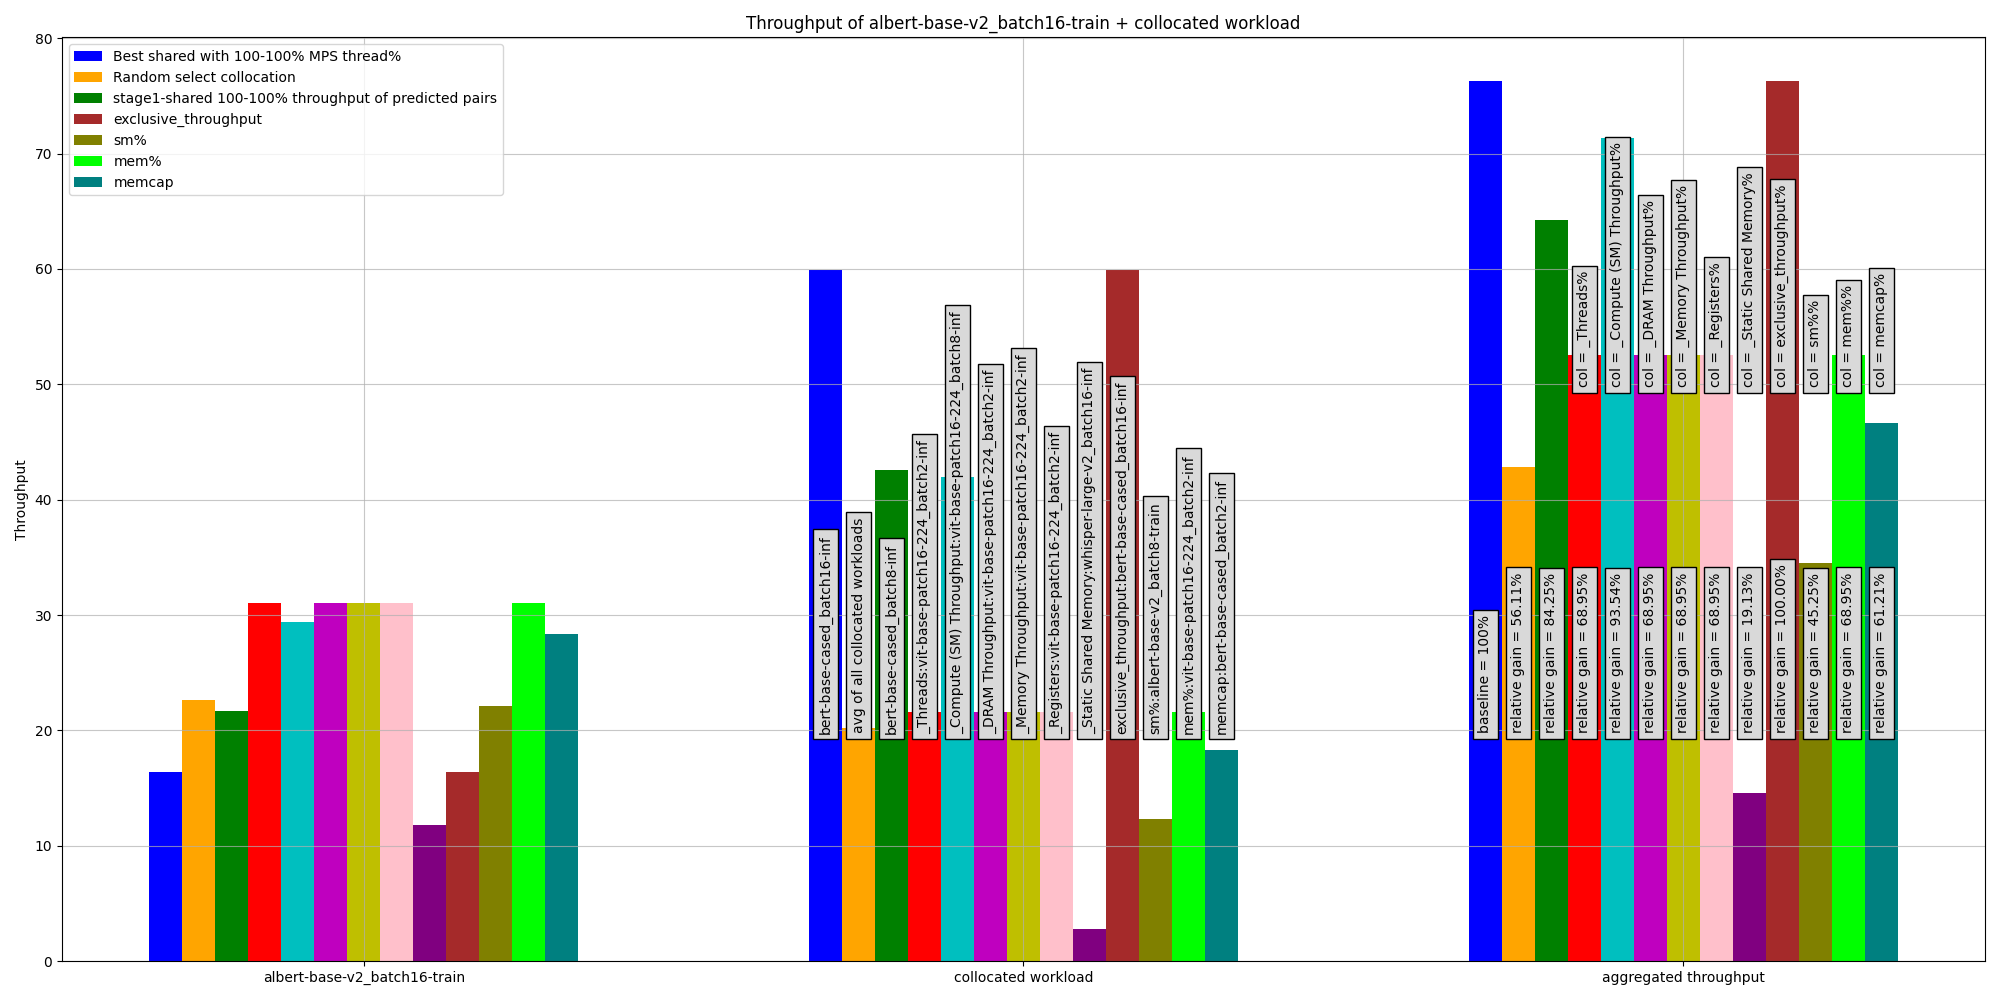 Throughput of albert-base-v2_batch16-train + collocated workload
Best shared with 100-100% MPS thread%
Random select collocation
stage1-shared 100-100% throughput of predicted pairs
exclusive_throughput
sm%
mem%
memcap
Throughput
80
70
60
50
40
30
20
10
0
bert-base-cased_batch16-inf
avg of all collocated workloads
bert-base-cased_batch8-inf
_Threads:vit-base-patch16-224_batch2-inf
_Compute (SM) Throughput:vit-base-patch16-224_batch8-inf
_DRAM Throughput:vit-base-patch16-224_batch2-inf
_Memory Throughput:vit-base-patch16-224_batch2-inf
_Registers:vit-base-patch16-224_batch2-inf
_Static Shared Memory:whisper-large-v2_batch16-inf
exclusive_throughput:bert-base-cased_batch16-inf
sm%:albert-base-v2_batch8-train
mem%:vit-base-patch16-224_batch2-inf
memcap:bert-base-cased_batch2-inf
col = _Threads%
col = _Compute (SM) Throughput%
col = _DRAM Throughput%
col = _Memory Throughput%
col = _Registers%
col = _Static Shared Memory%
col = exclusive_throughput%
col = sm%%
col = mem%%
col = memcap%
baseline = 100%
relative gain = 56.11%
relative gain = 84.25%
relative gain = 68.95%
relative gain = 93.54%
relative gain = 68.95%
relative gain = 68.95%
relative gain = 68.95%
relative gain = 19.13%
relative gain = 100.00%
relative gain = 45.25%
relative gain = 68.95%
relative gain = 61.21%
albert-base-v2_batch16-train
collocated workload
aggregated throughput